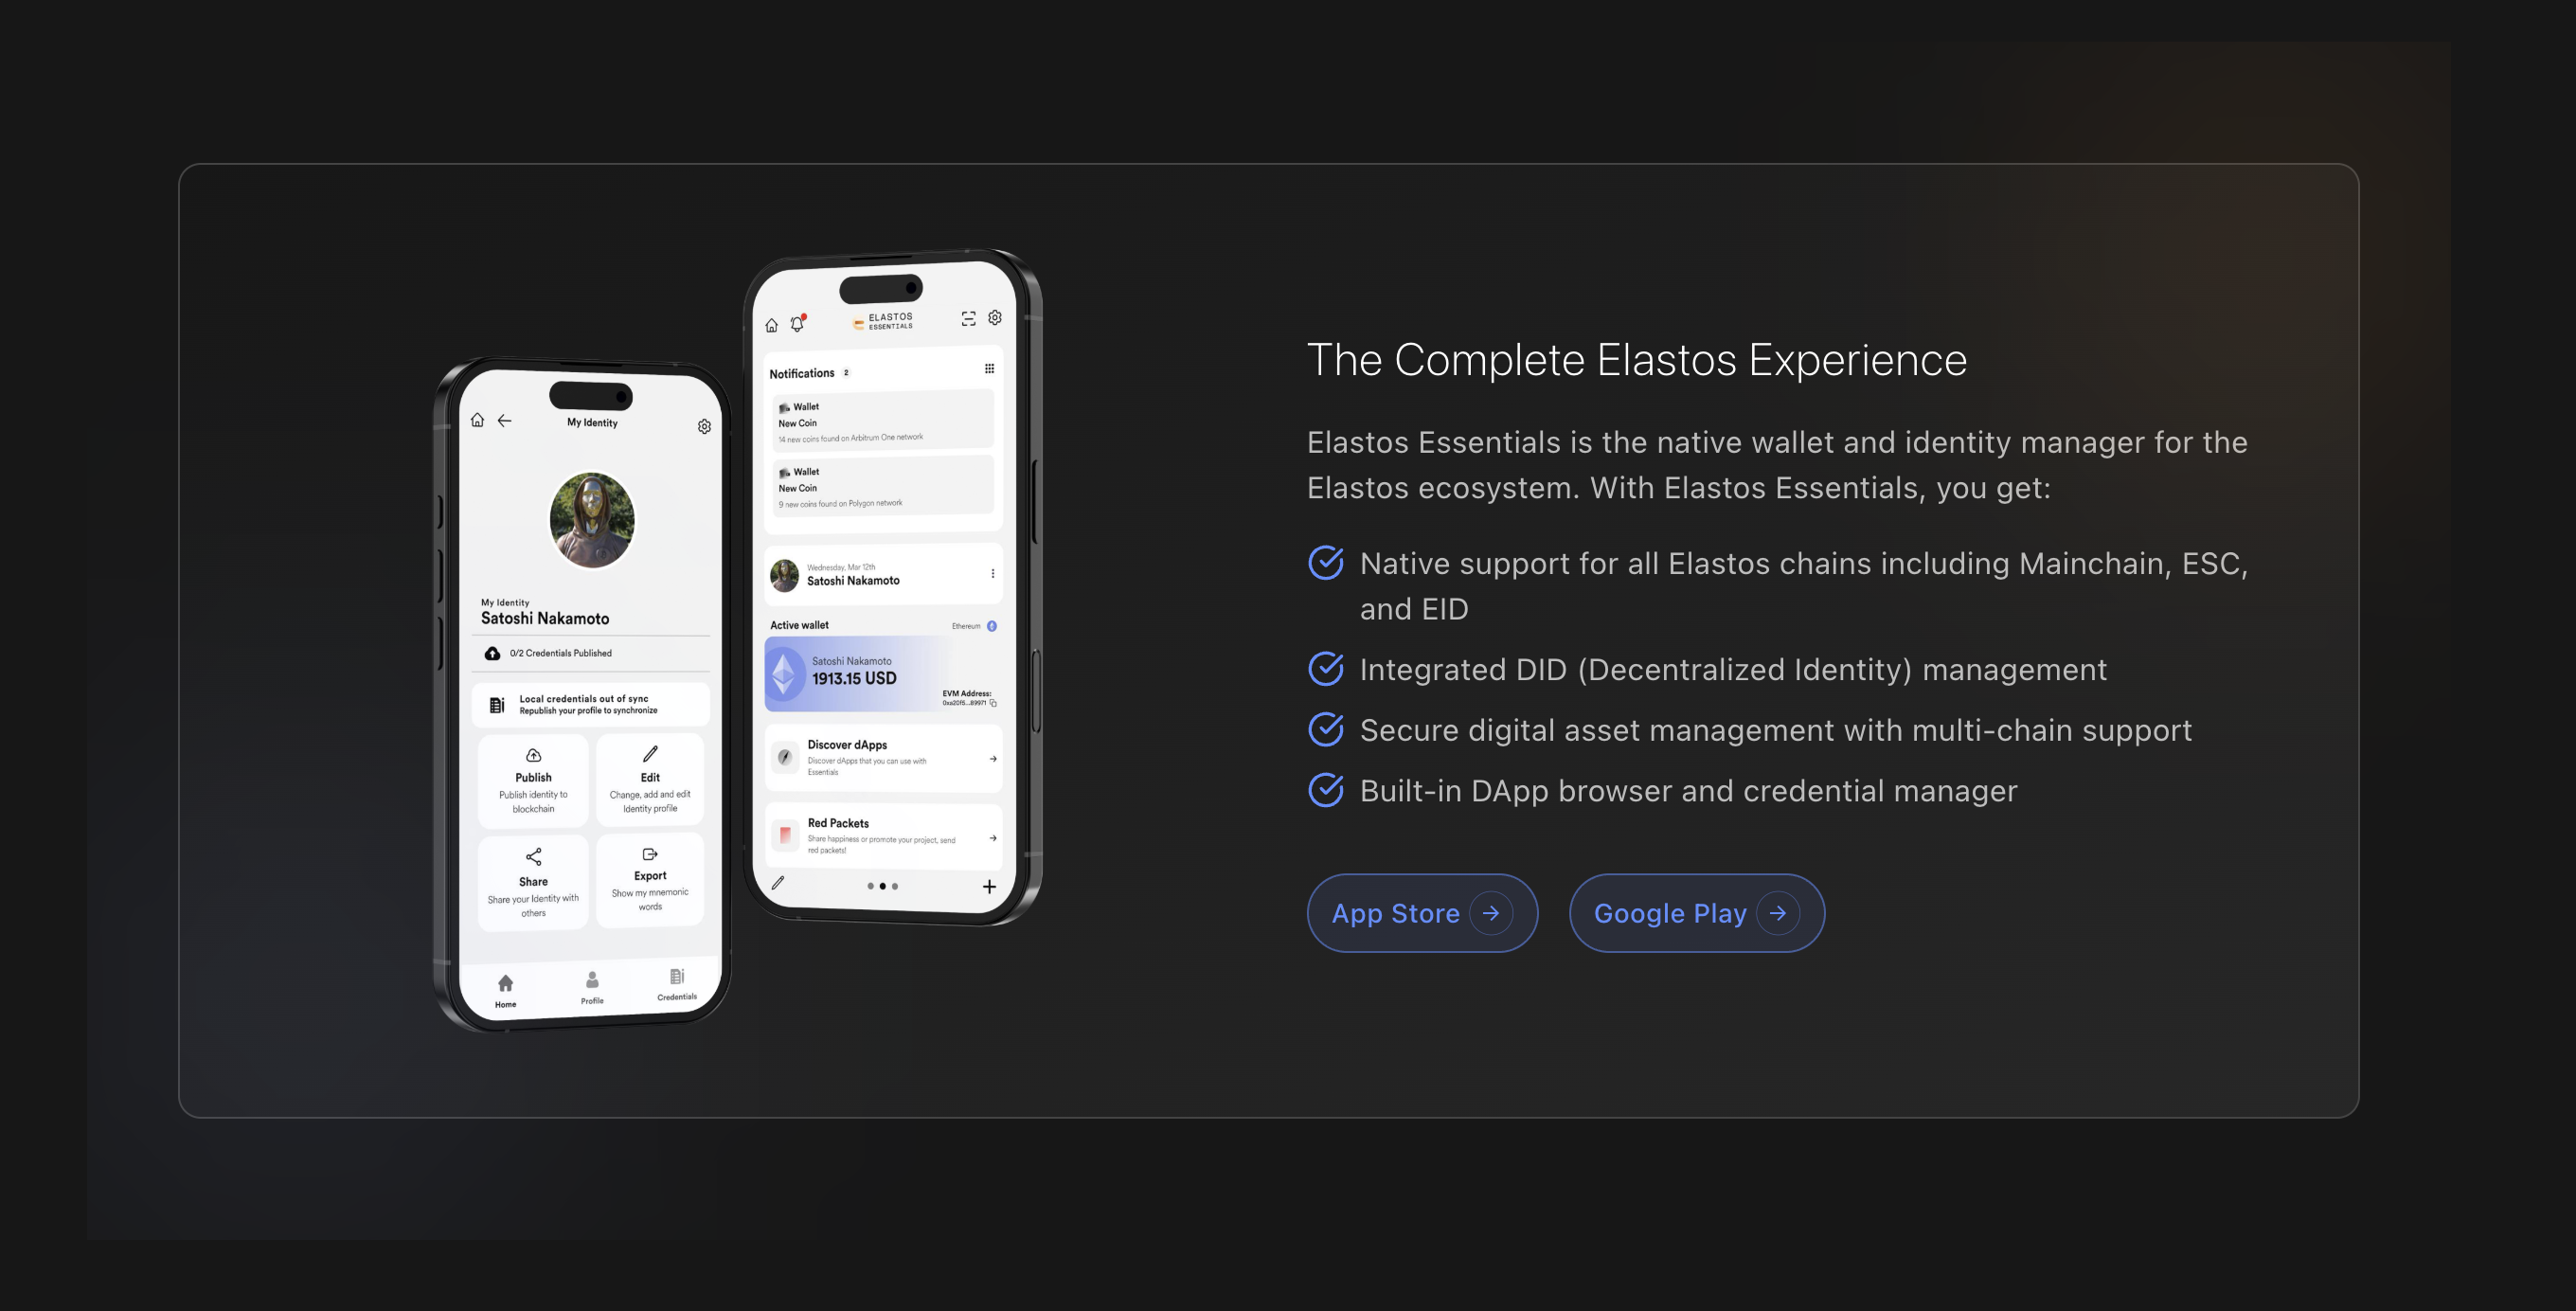 My Identity
My Identity
Satoshi Nakamoto
0/2 Credentials Published
Local credentials out of sync
Republish your profile to synchronize
Publish
Publish identity to
blockchain
Edit
Change, add and edit
Identity profile
Share
Share your Identity with
others
Export
Show my mnemonic
words
Home
Profile
Credentials
ELASTOS
ESSENTIALS
Notifications 2
Wallet
New Coin
14 new coins found on Arbitrum One network
Wallet
New Coin
9 new coins found on Polygon network
Wednesday, Mar 12th
Satoshi Nakamoto
Active wallet
Ethereum
Satoshi Nakamoto
1913.15 USD
EVM Address:
0xa20f5...89971
Discover dApps
Discover dApps that you can use with
Essentials
Red Packets
Share happiness or promote your project, send
red packets!
The Complete Elastos Experience
Elastos Essentials is the native wallet and identity manager for the
Elastos ecosystem. With Elastos Essentials, you get:
Native support for all Elastos chains including Mainchain, ESC,
and EID
Integrated DID (Decentralized Identity) management
Secure digital asset management with multi-chain support
Built-in DApp browser and credential manager
App Store
Google Play